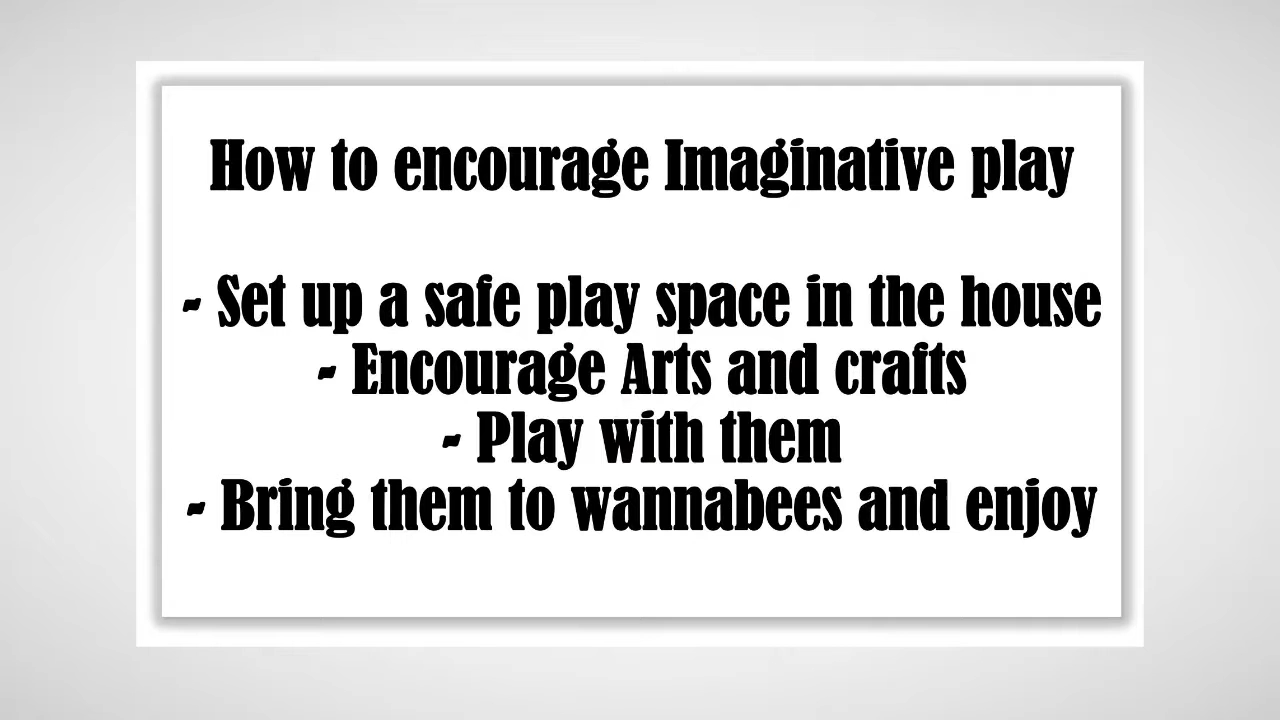 How to encourage Imaginative play
- Set up a safe play space in the house
- Encourage Arts and crafts
- Play with them
- Bring them to wannabees and enjoy